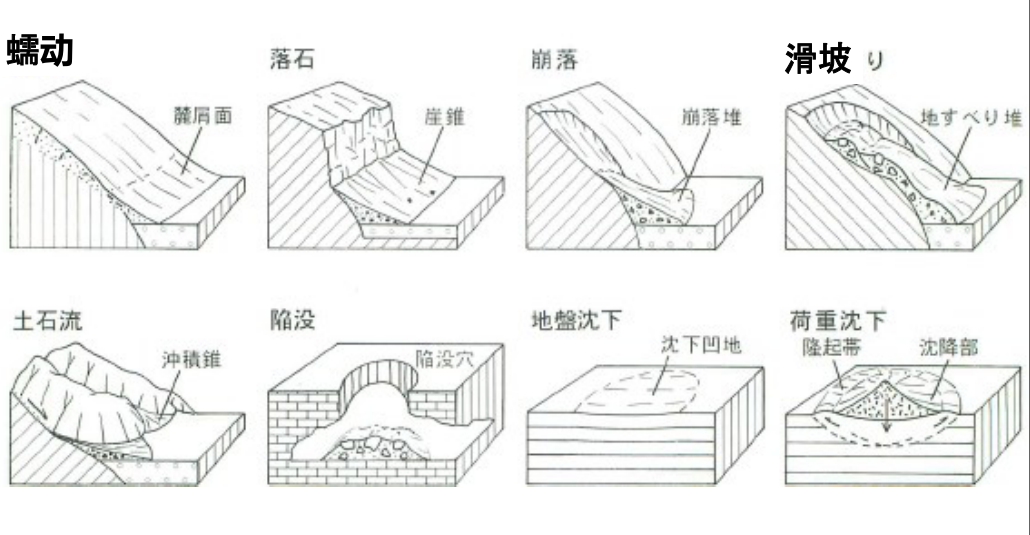 蠕动
落石
崩落
滑坡 り
麓屑面
崖錐
崩落堆
地すべり堆
土石流
陥没
地盤沈下
荷重沈下
沖積錐
陥没穴
沈下凹地
隆起帯
沈降部